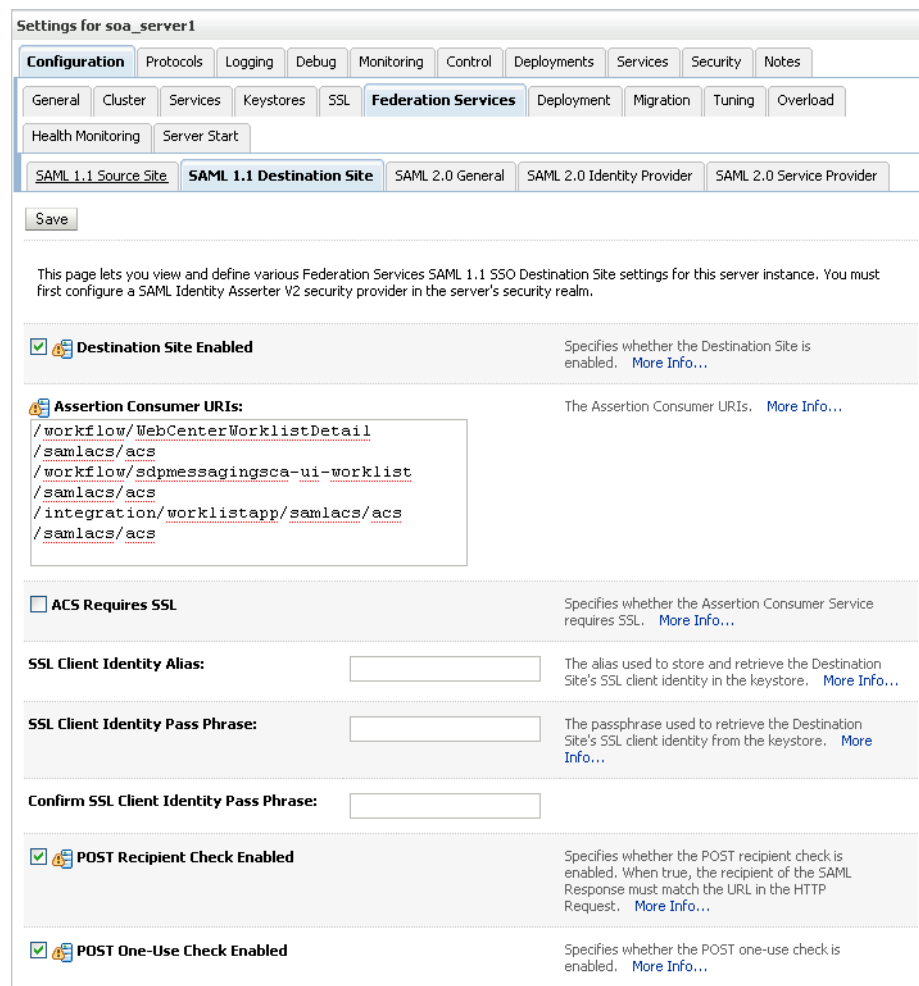 Settings for soa_server1
Configuration Protocols Logging Debug Monitoring Control Deployments Services Security Notes
General Cluster Services Keystores SSL Federation Services Deployment Migration Tuning Overload
Health Monitoring Server Start
SAML 1.1 Source Site SAML 1.1 Destination Site SAML 2.0 General SAML 2.0 Identity Provider SAML 2.0 Service Provider
Save
This page lets you view and define various Federation Services SAML 1.1 SSO Destination Site settings for this server instance. You must
first configure a SAML Identity Asserter V2 security provider in the server's security realm.
Destination Site Enabled
Specifies whether the Destination Site is
enabled. More Info...
Assertion Consumer URIs:
The Assertion Consumer URIs. More Info...
/workflow/WebCenterWorklistDetail
/samlacs/acs
/workflow/sdpmessagingsca-ui-worklist
/samlacs/acs
/integration/worklistapp/samlacs/acs
/samlacs/acs
ACS Requires SSL
Specifies whether the Assertion Consumer Service
requires SSL. More Info...
SSL Client Identity Alias:
The alias used to store and retrieve the Destination
Site's SSL client identity in the keystore. More Info...
SSL Client Identity Pass Phrase:
The passphrase used to retrieve the Destination
Site's SSL client identity from the keystore. More
Info...
Confirm SSL Client Identity Pass Phrase:
POST Recipient Check Enabled
Specifies whether the POST recipient check is
enabled. When true, the recipient of the SAML
Response must match the URL in the HTTP
Request. More Info...
POST One-Use Check Enabled
Specifies whether the POST one-use check is
enabled. More Info...